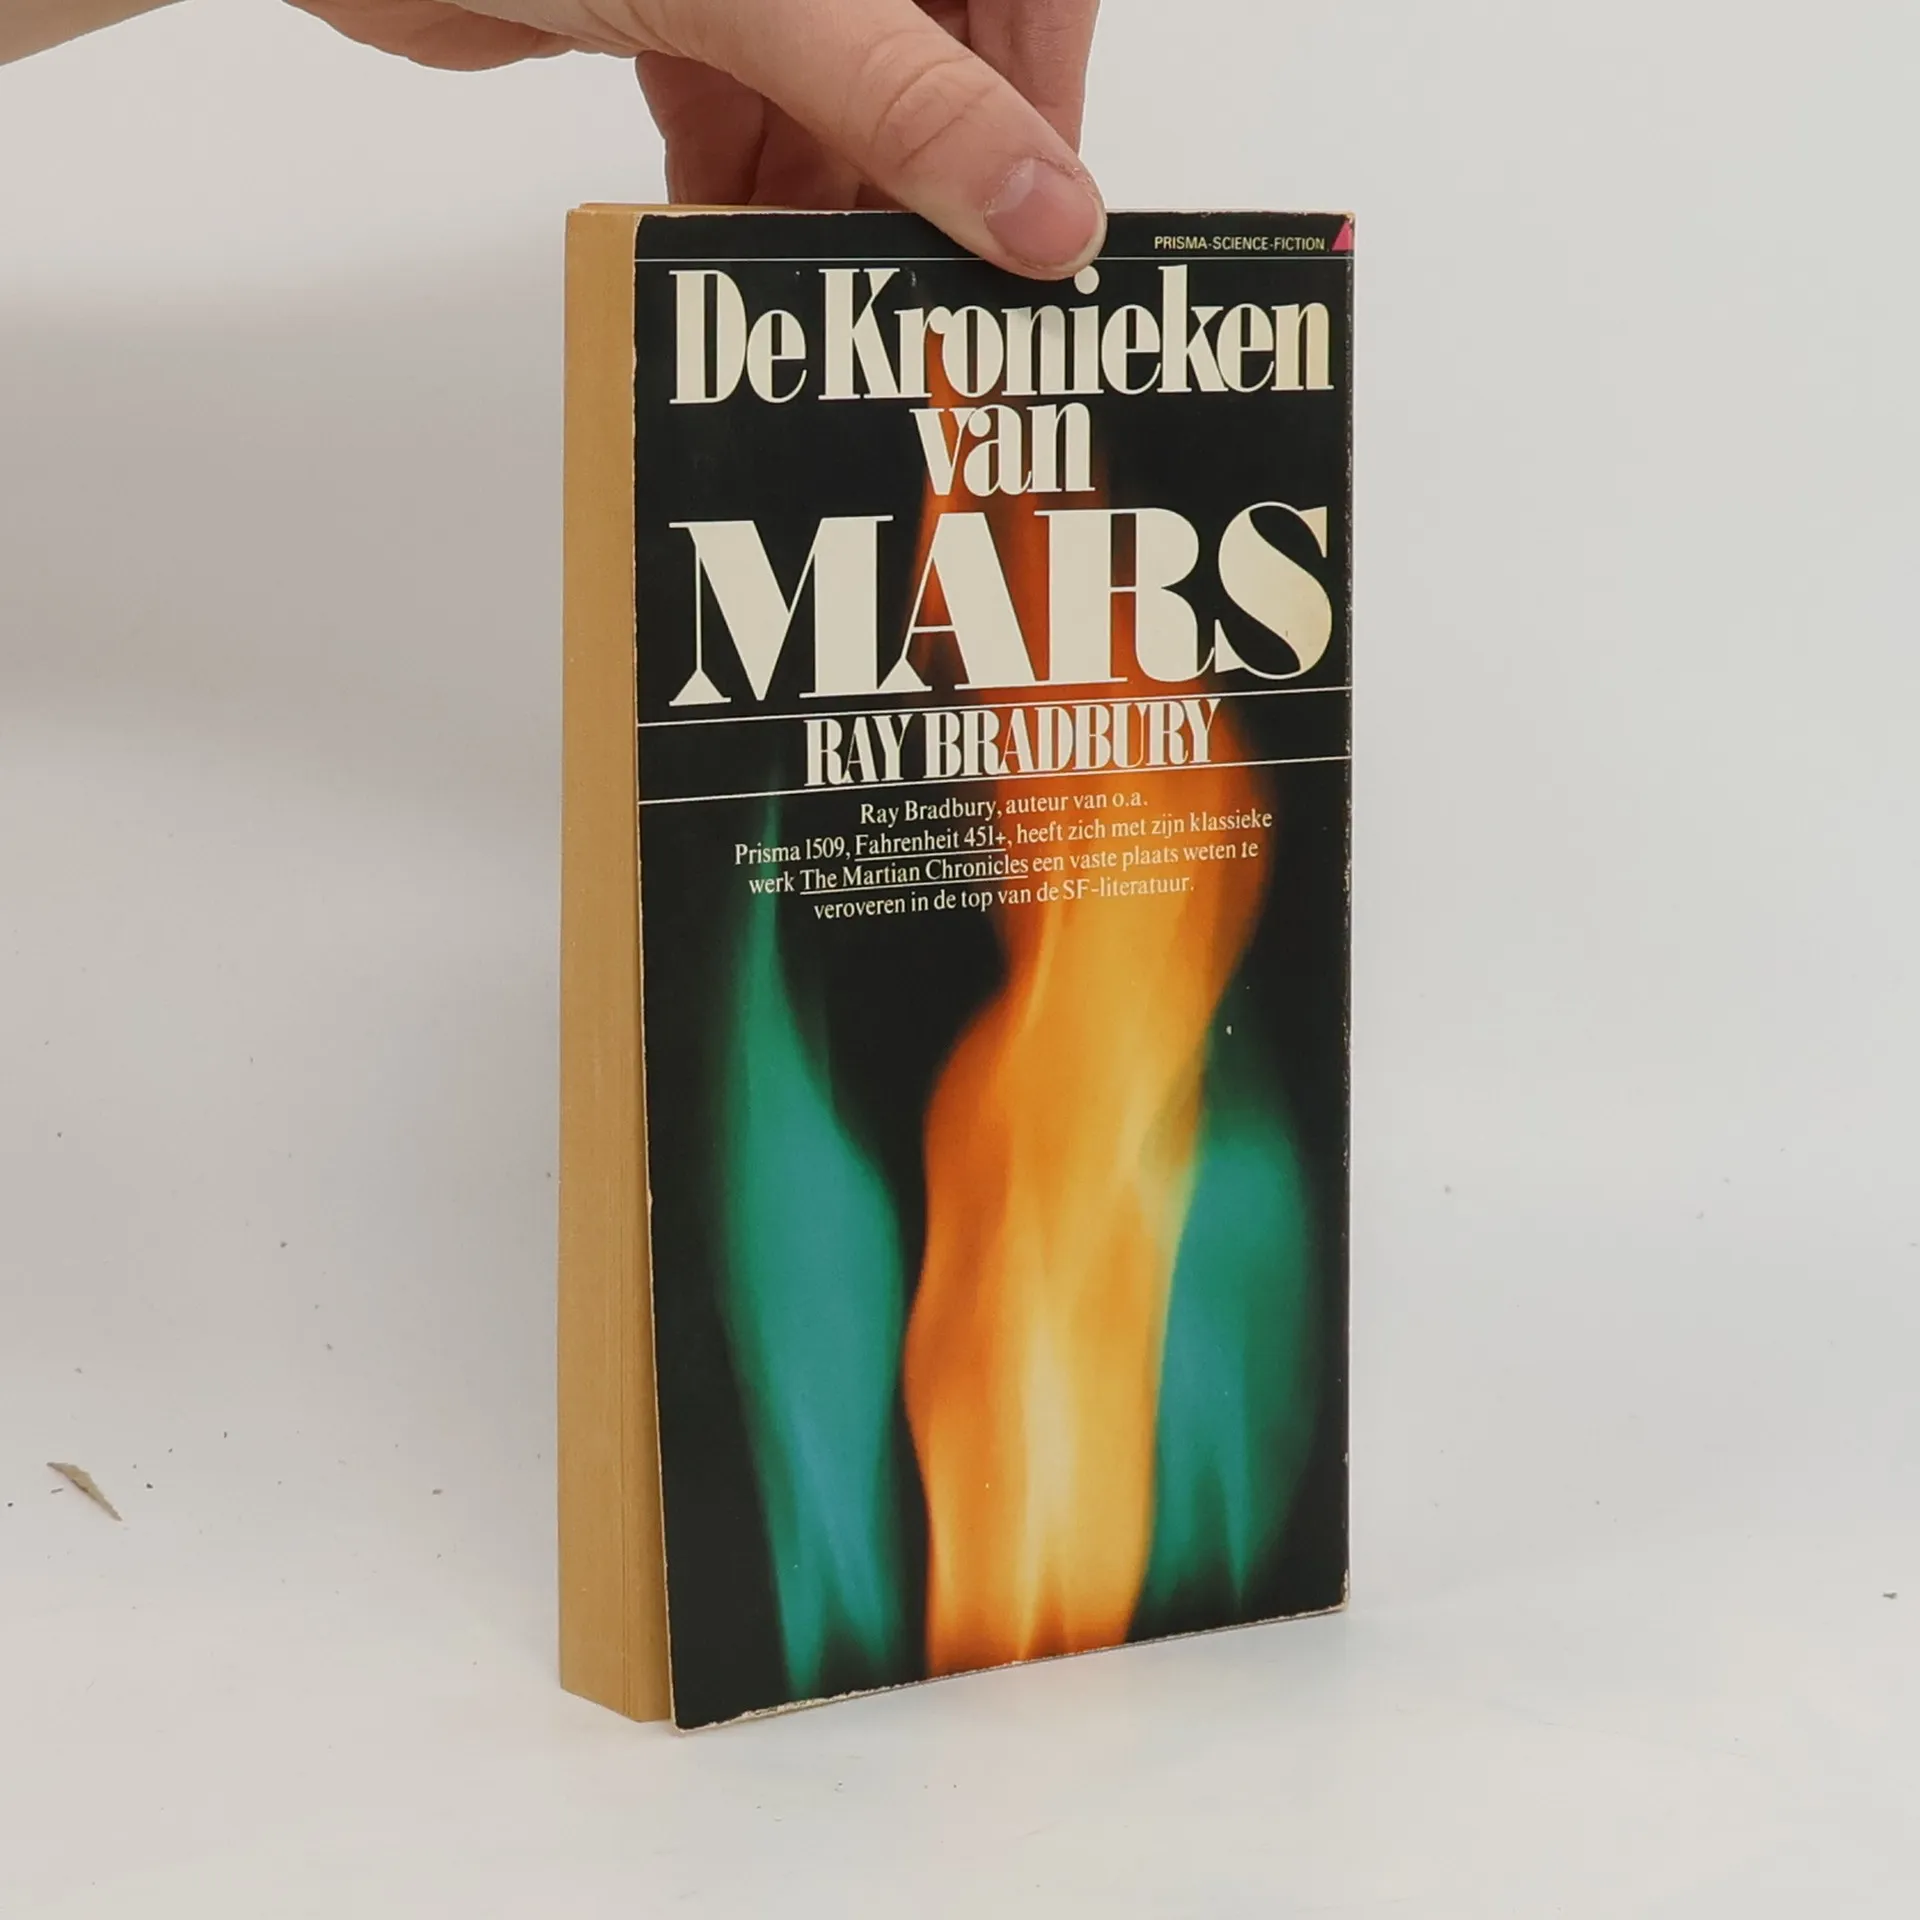 PRISMA-SCIENCE-FICTION
De Kronieken
van
MARS
RAY BRADBURY
Ray Bradbury, auteur van o.a.
Prisma 1509, Fahrenheit 451+, heeft zich met zijn klassieke
werk The Martian Chronicles een vaste plaats weten te
veroveren in de top van de SF-literatuur.